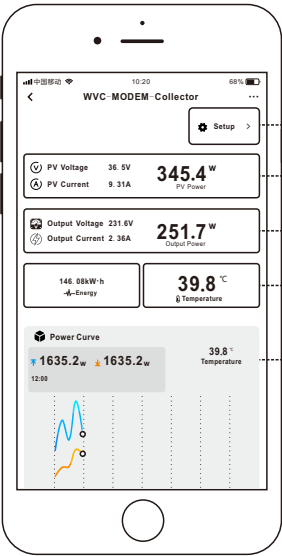 中国移动 10:20 68%
WVC-MODEM-Collector
Setup
V PV Voltage 36. 5V
A PV Current 9. 31A
345.4 W
PV Power
Output Voltage 231.6V
Output Current 2. 36A
251.7 W
Output Power
146. 08kW·h
Energy
39.8 ℃
Temperature
Power Curve
1635.2w 1635.2w
12:00
39.8 ℃
Temperature